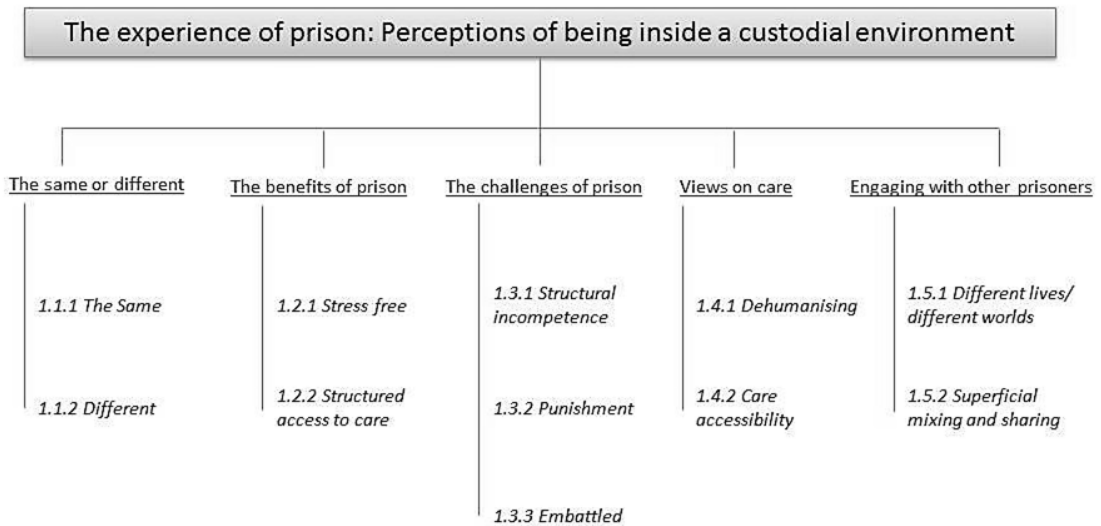 The experience of prison: Perceptions of being inside a custodial environment
The same or different
1.1.1 The Same
1.1.2 Different
The benefits of prison
1.2.1 Stress free
1.2.2 Structured
access to care
The challenges of prison
1.3.1 Structural
incompetence
1.3.2 Punishment
1.3.3 Embattled
Views on care
1.4.1 Dehumanising
1.4.2 Care
accessibility
Engaging with other prisoners
1.5.1 Different lives/
different worlds
1.5.2 Superficial
mixing and sharing